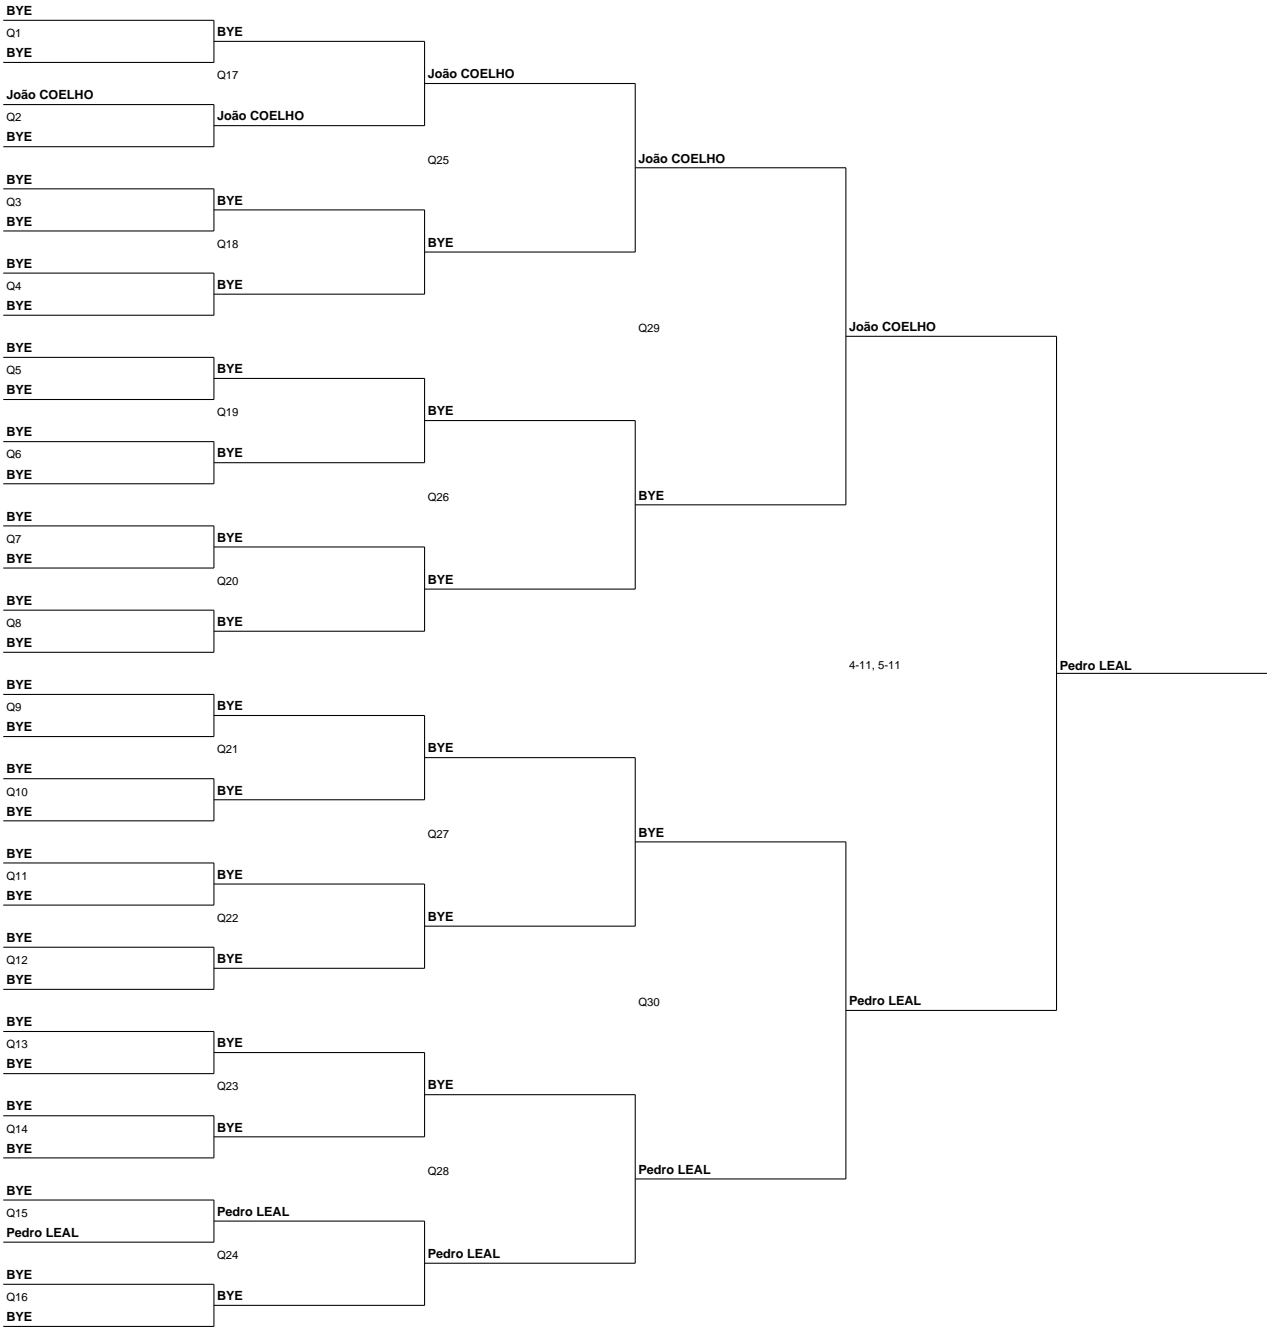 BYE
Q1
BYE
BYE
Q17
João COELHO
João COELHO
Q2
João COELHO
BYE
Q25
João COELHO
BYE
Q3
BYE
BYE
Q18
BYE
BYE
Q4
BYE
BYE
Q29
João COELHO
BYE
Q5
BYE
BYE
Q19
BYE
BYE
Q6
BYE
BYE
Q26
BYE
BYE
Q7
BYE
BYE
Q20
BYE
BYE
Q8
BYE
BYE
4-11, 5-11
Pedro LEAL
BYE
Q9
BYE
BYE
Q21
BYE
BYE
Q10
BYE
BYE
Q27
BYE
BYE
Q11
BYE
BYE
Q22
BYE
BYE
Q12
BYE
BYE
Q30
Pedro LEAL
BYE
Q13
BYE
BYE
Q23
BYE
BYE
Q14
BYE
BYE
Q28
Pedro LEAL
BYE
Q15
Pedro LEAL
Pedro LEAL
Q24
Pedro LEAL
BYE
Q16
BYE
BYE